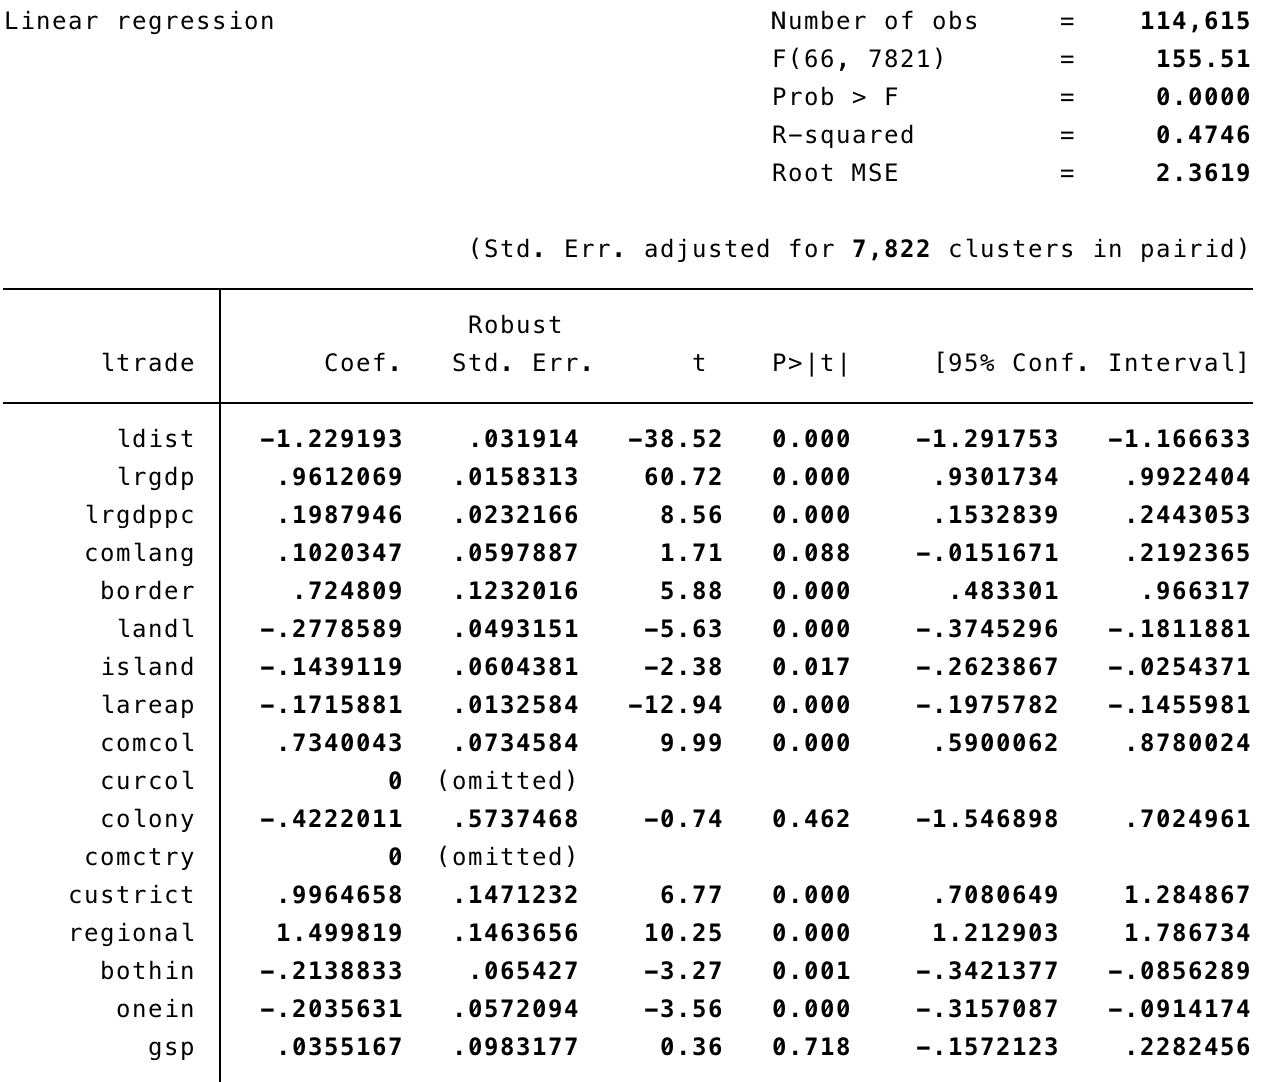 Linear regression Number of obs = 114,615
F(66, 7821) = 155.51
Prob > F = 0.0000
R-squared = 0.4746
Root MSE = 2.3619
(Std. Err. adjusted for 7,822 clusters in pairid)
Robust
ltrade Coef. Std. Err. t P>|t| [95% Conf. Interval]
ldist -1.229193 .031914 -38.52 0.000 -1.291753 -1.166633
lrgdp .9612069 .0158313 60.72 0.000 .9301734 .9922404
lrgdppc .1987946 .0232166 8.56 0.000 .1532839 .2443053
comlang .1020347 .0597887 1.71 0.088 -.0151671 .2192365
border .724809 .1232016 5.88 0.000 .483301 .966317
landl -.2778589 .0493151 -5.63 0.000 -.3745296 -.1811881
island -.1439119 .0604381 -2.38 0.017 -.2623867 -.0254371
lareap -.1715881 .0132584 -12.94 0.000 -.1975782 -.1455981
comcol .7340043 .0734584 9.99 0.000 .5900062 .8780024
curcol 0 (omitted)
colony -.4222011 .5737468 -0.74 0.462 -1.546898 .7024961
comctry 0 (omitted)
custrict .9964658 .1471232 6.77 0.000 .7080649 1.284867
regional 1.499819 .1463656 10.25 0.000 1.212903 1.786734
bothin -.2138833 .065427 -3.27 0.001 -.3421377 -.0856289
onein -.2035631 .0572094 -3.56 0.000 -.3157087 -.0914174
gsp .0355167 .0983177 0.36 0.718 -.1572123 .2282456